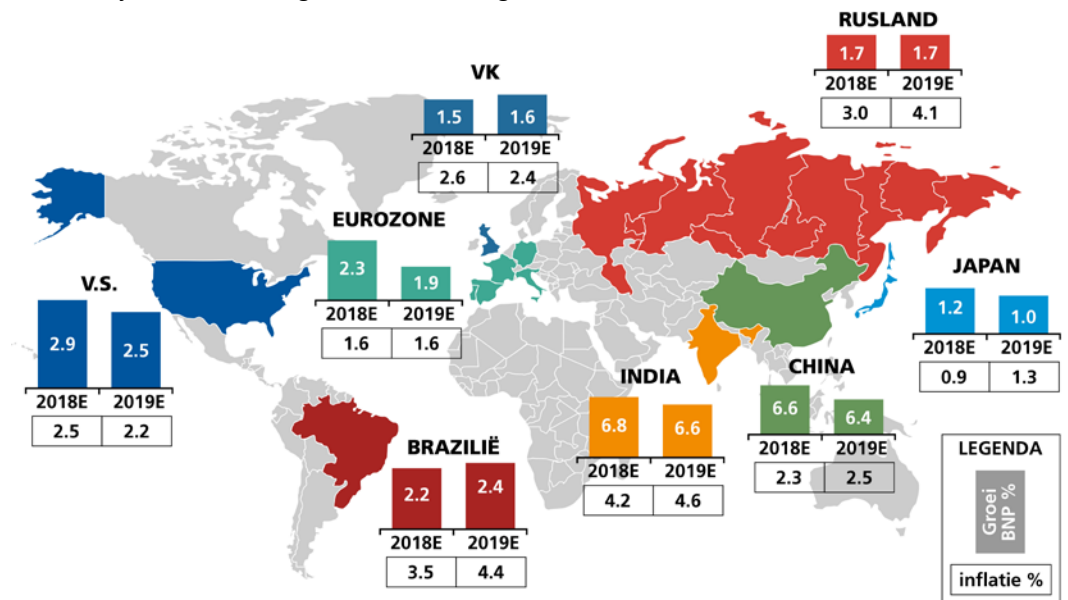 RUSLAND
1.7 1.7
2018E 2019E
3.0 4.1
VK
1.5 1.6
2018E 2019E
2.6 2.4
EUROZONE
2.3 1.9
2018E 2019E
1.6 1.6
V.S.
2.9 2.5
2018E 2019E
2.5 2.2
JAPAN
1.2 1.0
2018E 2019E
0.9 1.3
INDIA
6.8 6.6
2018E 2019E
4.2 4.6
CHINA
6.6 6.4
2018E 2019E
2.3 2.5
BRAZILIË
2.2 2.4
2018E 2019E
3.5 4.4
LEGENDA
Groei
BNP %
inflatie %